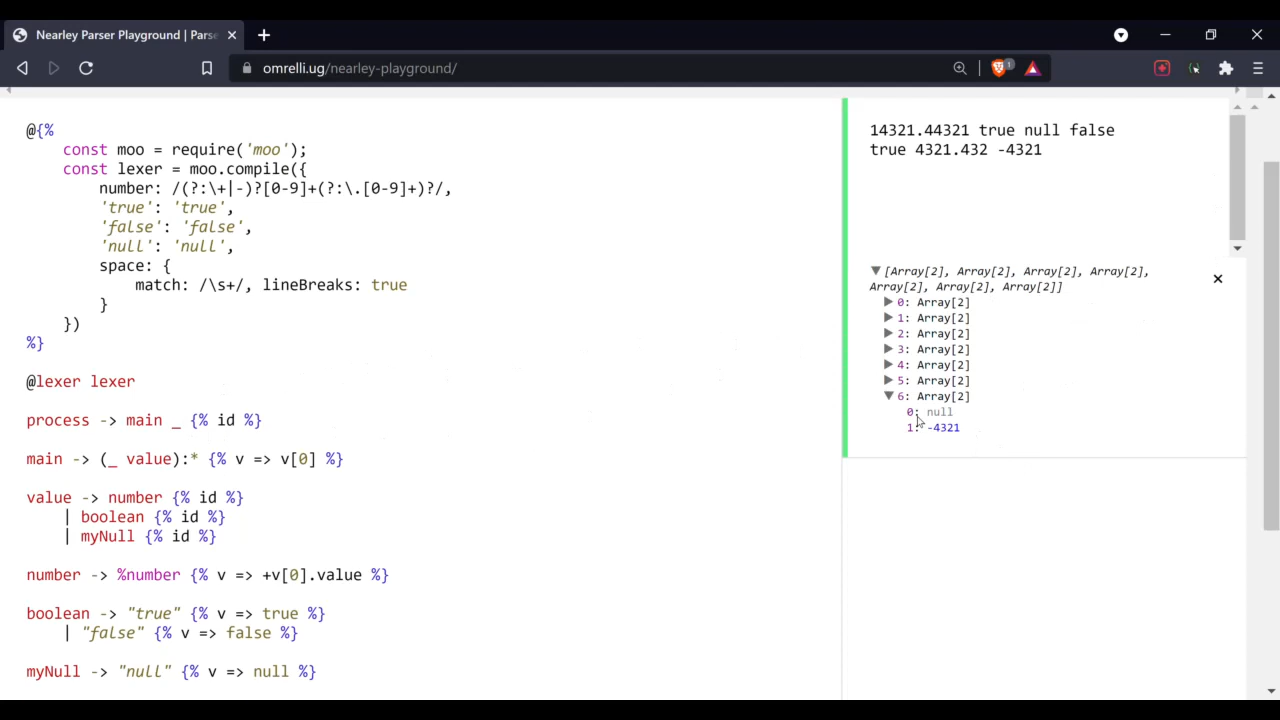 Nearley Parser Playground | Parse
omrelli.ug/nearley-playground/
1
@{%
const moo = require('moo');
const lexer = moo.compile({
number: /(?:\+|-)?[0-9]+(?:\.[0-9]+)?/,
'true': 'true',
'false': 'false',
'null': 'null',
space: {
match: /\s+/, lineBreaks: true
}
})
%}
@lexer lexer
process -> main _ {% id %}
main -> (_ value):* {% v => v[0] %}
value -> number {% id %}
| boolean {% id %}
| myNull {% id %}
number -> %number {% v => +v[0].value %}
boolean -> "true" {% v => true %}
| "false" {% v => false %}
myNull -> "null" {% v => null %}
14321.44321 true null false
true 4321.432 -4321
[Array[2], Array[2], Array[2], Array[2],
Array[2], Array[2], Array[2]]
0: Array[2]
1: Array[2]
2: Array[2]
3: Array[2]
4: Array[2]
5: Array[2]
6: Array[2]
0: null
1: -4321